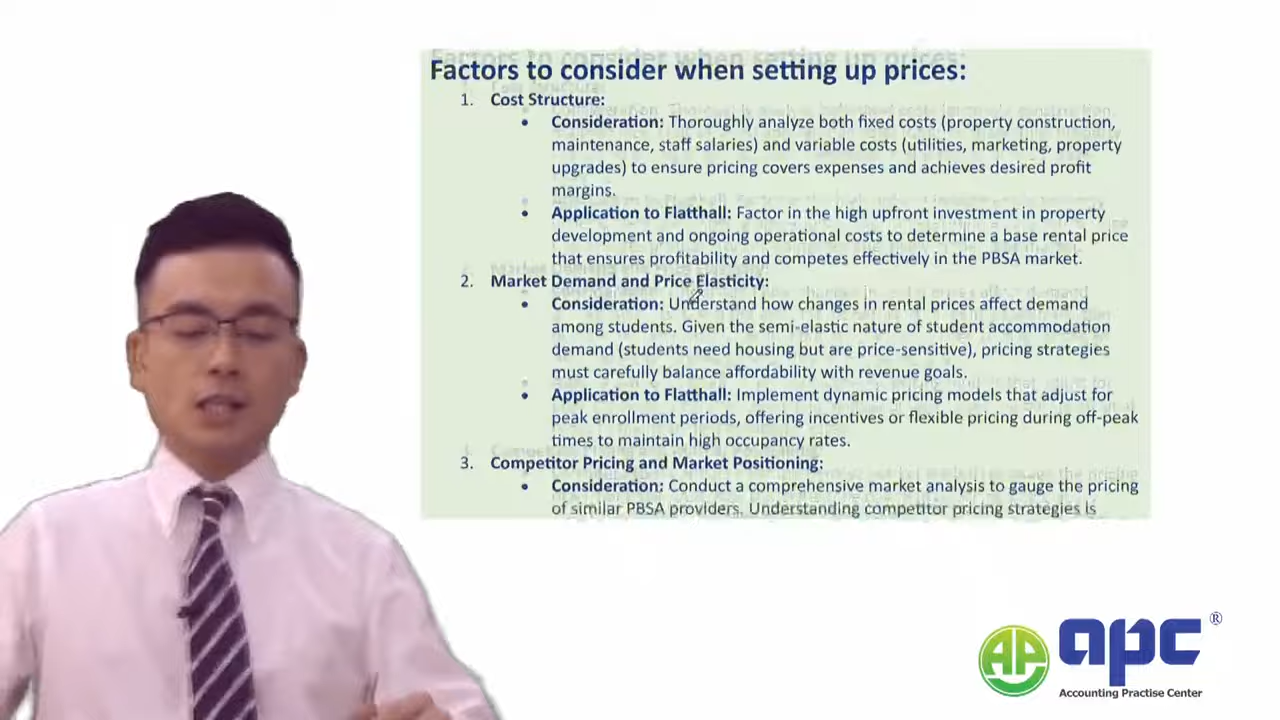 Factors to consider when setting up prices:
1. Cost Structure:
• Consideration: Thoroughly analyze both fixed costs (property construction,
maintenance, staff salaries) and variable costs (utilities, marketing, property
upgrades) to ensure pricing covers expenses and achieves desired profit
margins.
• Application to Flatthall: Factor in the high upfront investment in property
development and ongoing operational costs to determine a base rental price
that ensures profitability and competes effectively in the PBSA market.
2. Market Demand and Price Elasticity:
• Consideration: Understand how changes in rental prices affect demand
among students. Given the semi-elastic nature of student accommodation
demand (students need housing but are price-sensitive), pricing strategies
must carefully balance affordability with revenue goals.
• Application to Flatthall: Implement dynamic pricing models that adjust for
peak enrollment periods, offering incentives or flexible pricing during off-peak
times to maintain high occupancy rates.
3. Competitor Pricing and Market Positioning:
• Consideration: Conduct a comprehensive market analysis to gauge the pricing
of similar PBSA providers. Understanding competitor pricing strategies is
apc®
Accounting Practise Center